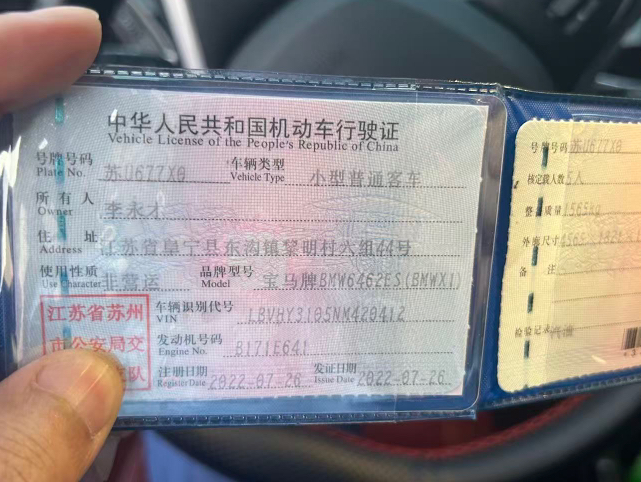 中华人民共和国机动车行驶证
Vehicle License of the People's Republic of China
号牌号码 Plate No. 苏U677X0 车辆类型 Vehicle Type 小型普通客车
所有人 Owner 李永才
住址 Address 江苏省阜宁县东沟镇黎明村六组44号
使用性质 Use Character 非营运 品牌型号 Model 宝马牌BMW6462ES(BMWX1)
江苏省苏州
市公安局交
队
车辆识别代号 VIN LBVHY3105NM420412
发动机号码 Engine No. B171E641
注册日期 Register Date 2022-07-26 发证日期 Issue Date 2022-07-26
号牌号码 苏U677X0
核定载人数 5人
整备质量 1565kg
外廓尺寸
备注
检验记录